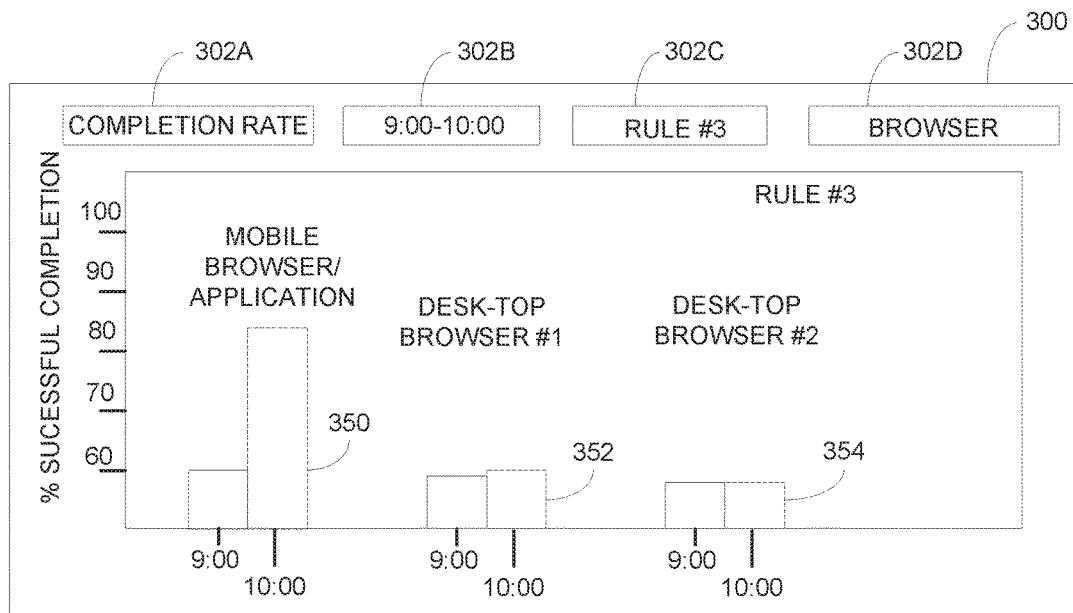 300
302A
302B
302C
302D
COMPLETION RATE
9:00-10:00
RULE #3
BROWSER
% SUCESSFUL COMPLETION
RULE #3
100
90
80
70
60
MOBILE
BROWSER/
APPLICATION
DESK-TOP
BROWSER #1
DESK-TOP
BROWSER #2
350
352
354
9:00
10:00
9:00
10:00
9:00
10:00